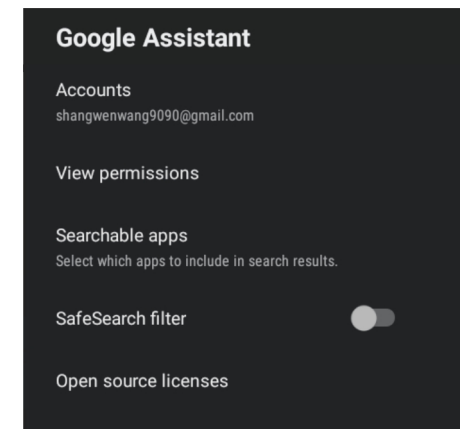 Google Assistant
Accounts
shangwenwang9090@gmail.com
View permissions
Searchable apps
Select which apps to include in search results.
SafeSearch filter
Open source licenses